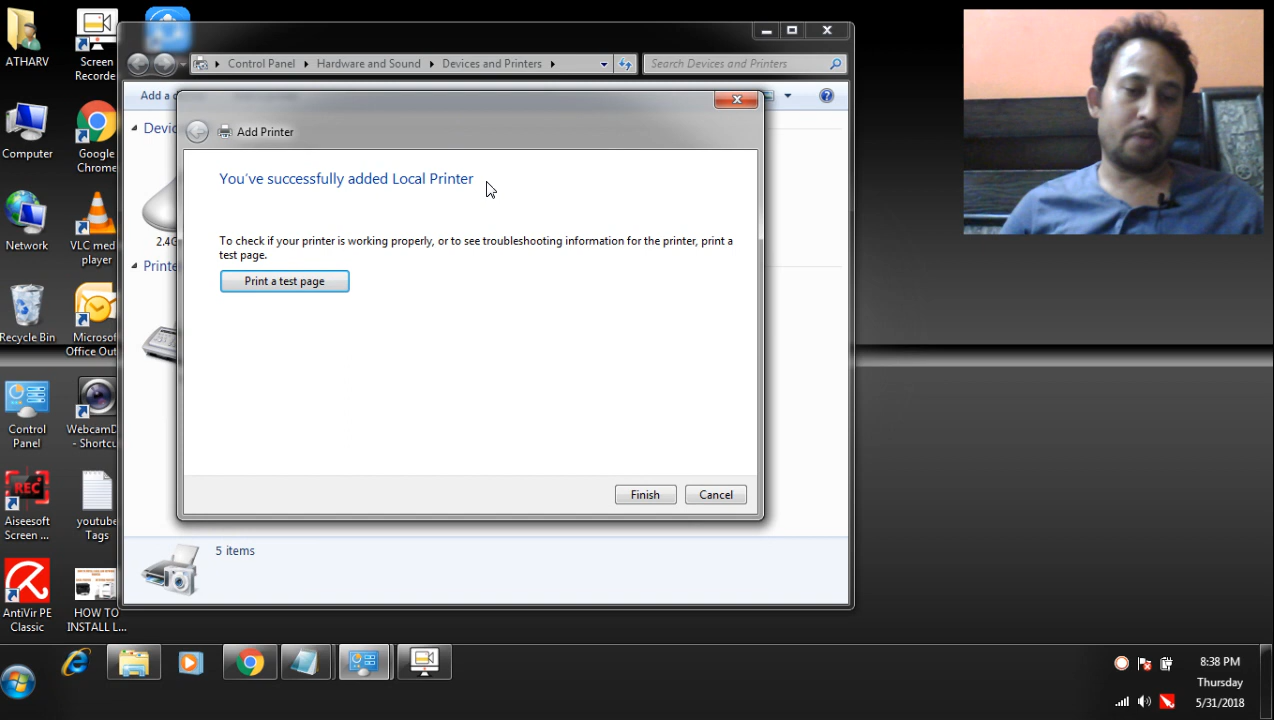 ATHARV
Screen
Recorde
Computer
Google
Chrome
Network
VLC med
player
Recycle Bin
Microsof
Office Out
Control
Panel
WebcamD
- Shortcu
REC
Aiseesoft
Screen ...
youtube
Tags
AntiVir PE
Classic
HOW TO
INSTALL L...
Control Panel
Hardware and Sound
Devices and Printers
Search Devices and Printers
Add a d
Devic
2.4G
Printe
Add Printer
You've successfully added Local Printer
To check if your printer is working properly, or to see troubleshooting information for the printer, print a
test page.
Print a test page
Finish
Cancel
5 items
8:38 PM
Thursday
5/31/2018